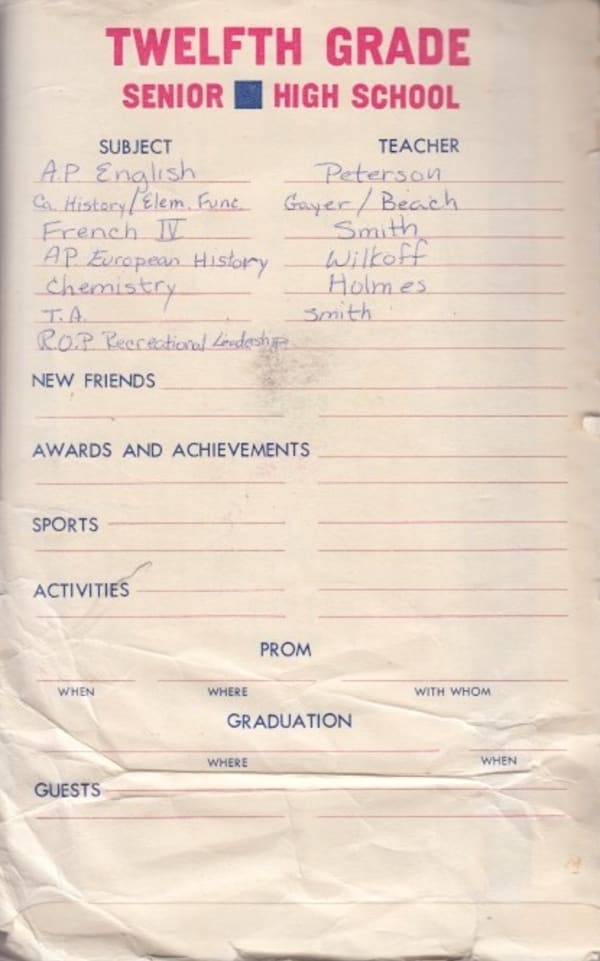 TWELFTH GRADE
SENIOR HIGH SCHOOL
SUBJECT TEACHER
A.P. English Peterson
Ca. History/Elem. Func. Gayer/Beach
French IV Smith
AP. European History Wilkoff
Chemistry Holmes
T.A. Smith
R.O.P Recreational Leadership
NEW FRIENDS
AWARDS AND ACHIEVEMENTS
SPORTS
ACTIVITIES
PROM
WHEN WHERE WITH WHOM
GRADUATION
WHERE WHEN
GUESTS